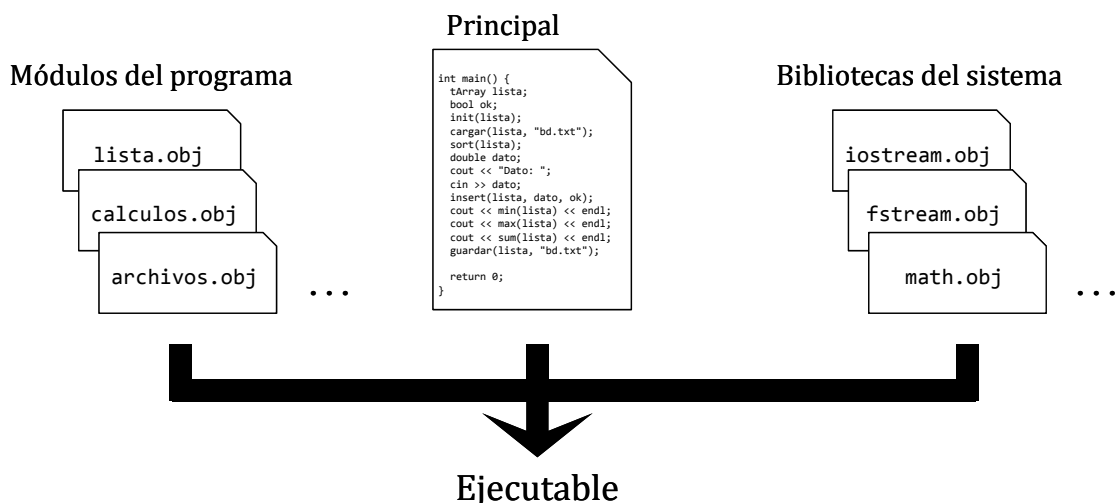 Principal
Módulos del programa
Bibliotecas del sistema
lista.obj
calculos.obj
archivos.obj
...
int main() {
tArray lista;
bool ok;
init(lista);
cargar(lista, "bd.txt");
sort(lista);
double dato;
cout << "Dato: ";
cin >> dato;
insert(lista, dato, ok);
cout << min(lista) << endl;
cout << max(lista) << endl;
cout << sum(lista) << endl;
guardar(lista, "bd.txt");
return 0;
}
iostream.obj
fstream.obj
math.obj
...
Ejecutable